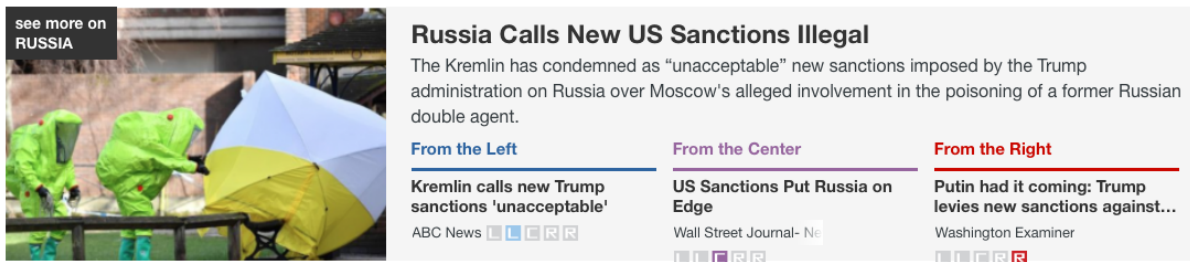 see more on
RUSSIA
Russia Calls New US Sanctions Illegal
The Kremlin has condemned as “unacceptable” new sanctions imposed by the Trump
administration on Russia over Moscow's alleged involvement in the poisoning of a former Russian
double agent.
From the Left
Kremlin calls new Trump
sanctions 'unacceptable'
ABC News L L C R R
From the Center
US Sanctions Put Russia on
Edge
Wall Street Journal- Ne
L L C R R
From the Right
Putin had it coming: Trump
levies new sanctions against...
Washington Examiner
L L C R R